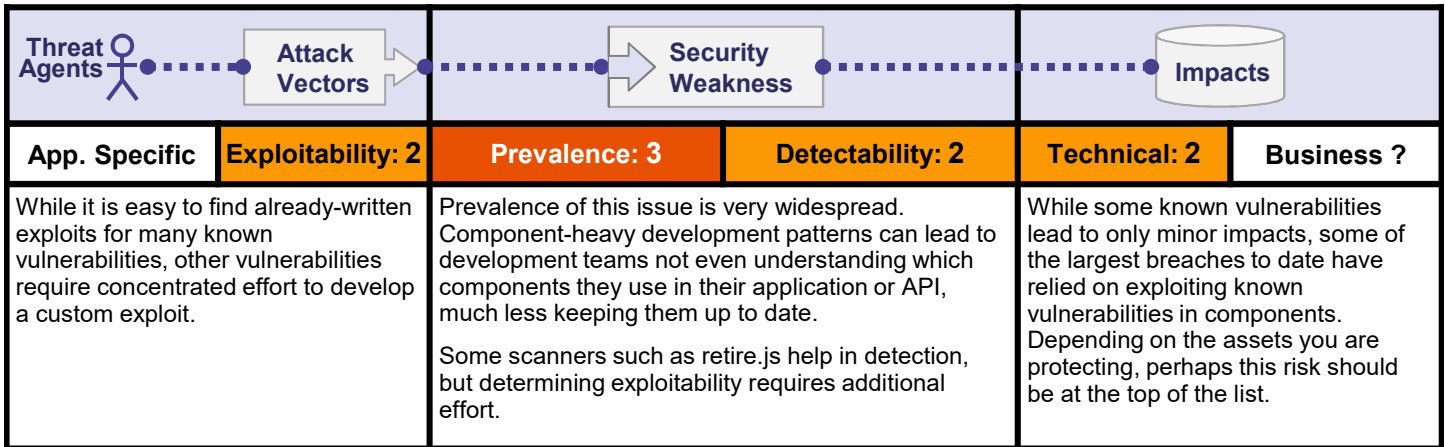 Threat
Agents
Attack
Vectors
Security
Weakness
Impacts
App. Specific
Exploitability: 2
Prevalence: 3
Detectability: 2
Technical: 2
Business ?
While it is easy to find already-written
exploits for many known
vulnerabilities, other vulnerabilities
require concentrated effort to develop
a custom exploit.
Prevalence of this issue is very widespread.
Component-heavy development patterns can lead to
development teams not even understanding which
components they use in their application or API,
much less keeping them up to date.
Some scanners such as retire.js help in detection,
but determining exploitability requires additional
effort.
While some known vulnerabilities
lead to only minor impacts, some of
the largest breaches to date have
relied on exploiting known
vulnerabilities in components.
Depending on the assets you are
protecting, perhaps this risk should
be at the top of the list.